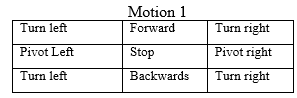 Motion 1
Turn left Forward Turn right
Pivot Left Stop Pivot right
Turn left Backwards Turn right